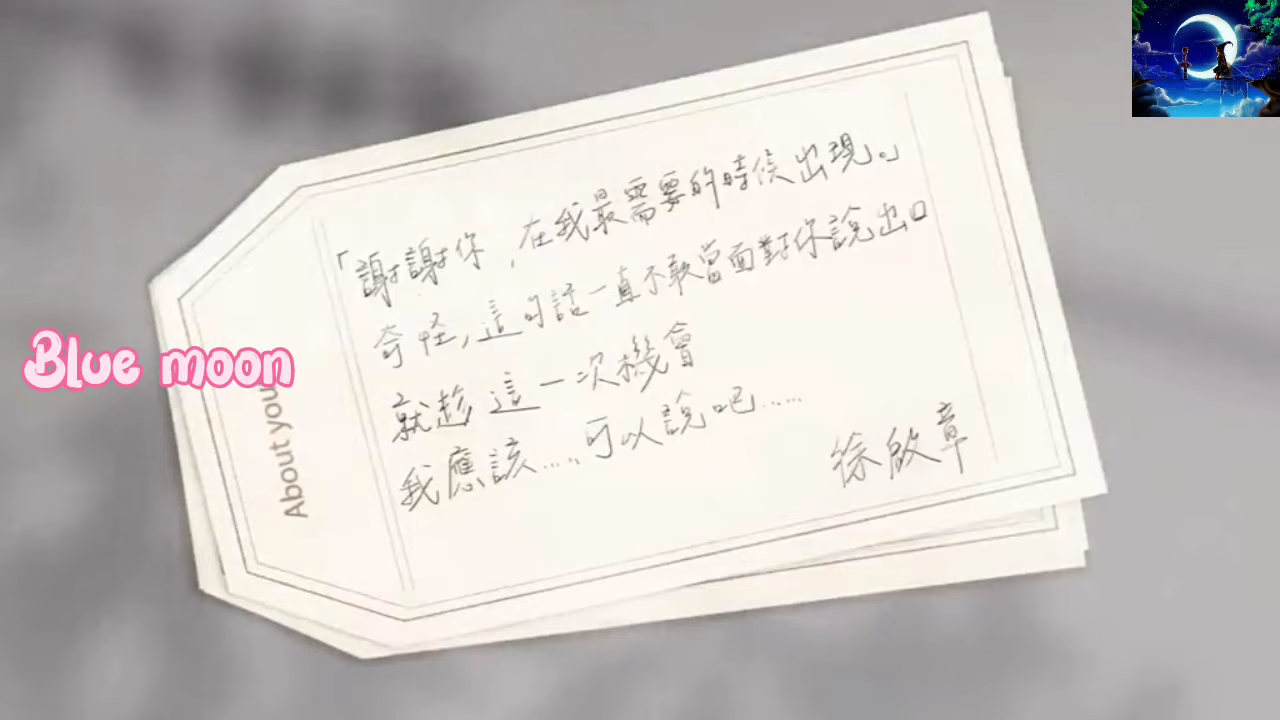 「謝謝你,在我最需要的時候出現。」
奇怪,這句話一直不敢當面對你說出口
就趁這一次機會
我應該.....可以說吧......
徐啟章
About you
Blue moon